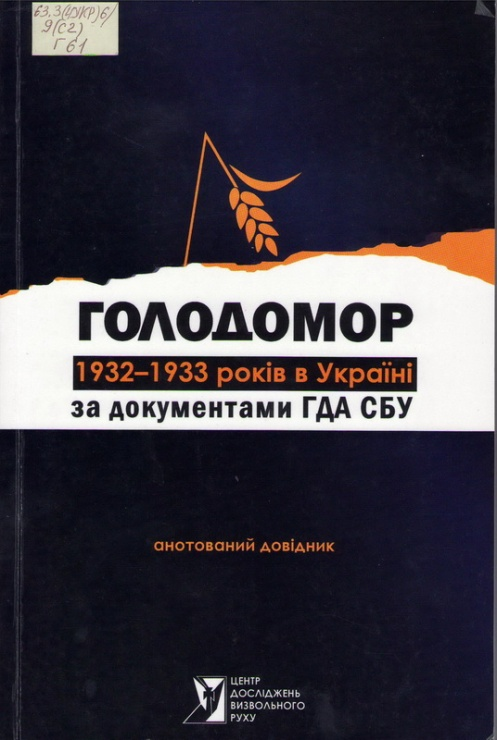 63.3(4УКР)6/
9(С2)
Г 61
ГОЛОДОМОР
1932–1933 років в Україні
за документами ГДА СБУ
анотований довідник
ЦЕНТР
ДОСЛІДЖЕНЬ
ВИЗВОЛЬНОГО
РУХУ